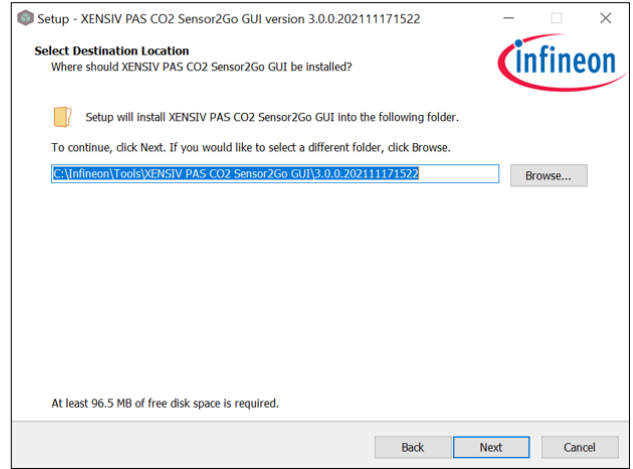 Setup - XENSIV PAS CO2 Sensor2Go GUI version 3.0.0.202111171522
Select Destination Location
Where should XENSIV PAS CO2 Sensor2Go GUI be installed?
infineon
Setup will install XENSIV PAS CO2 Sensor2Go GUI into the following folder.
To continue, click Next. If you would like to select a different folder, click Browse.
C:\Infineon\Tools\XENSIV PAS CO2 Sensor2Go GUI\3.0.0.202111171522
Browse...
At least 96.5 MB of free disk space is required.
Back
Next
Cancel